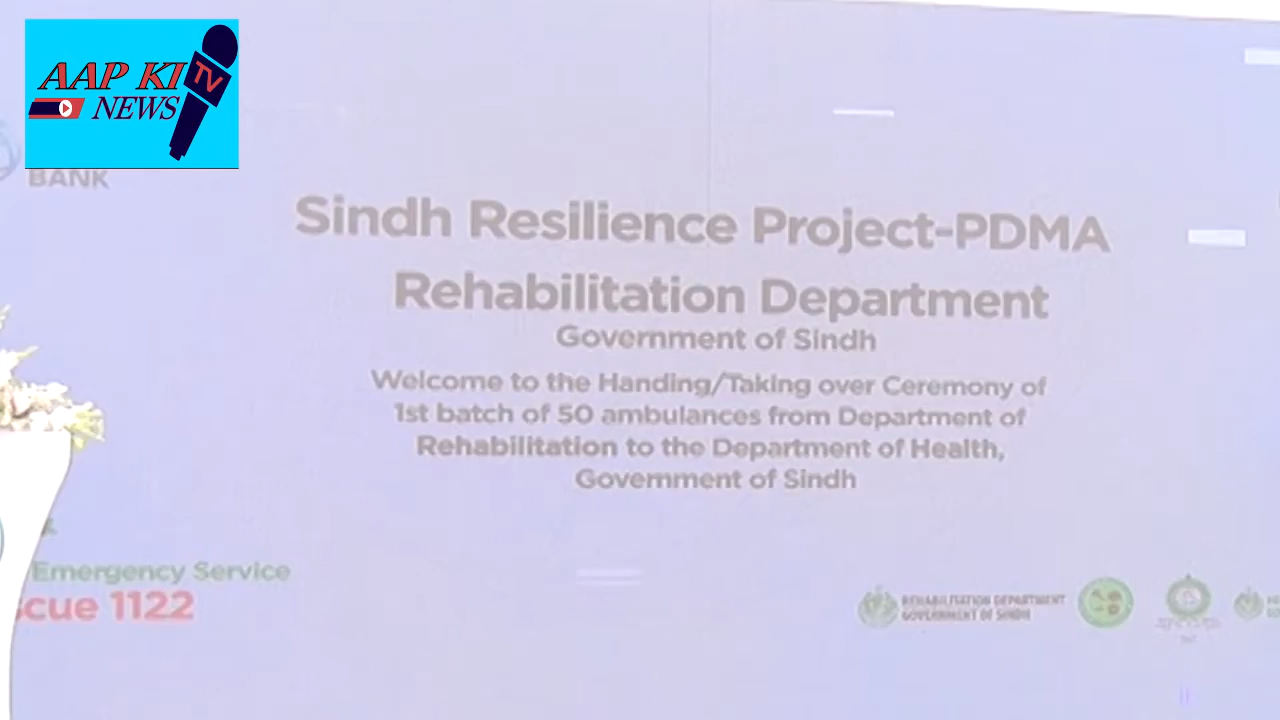 AAP KI TV
NEWS
BANK
Sindh Resilience Project-PDMA
Rehabilitation Department
Government of Sindh
Welcome to the Handing/Taking over Ceremony of
1st batch of 50 ambulances from Department of
Rehabilitation to the Department of Health,
Government of Sindh
Emergency Service
scue 1122
REHABILITATION DEPARTMENT
GOVERNMENT OF SINDH